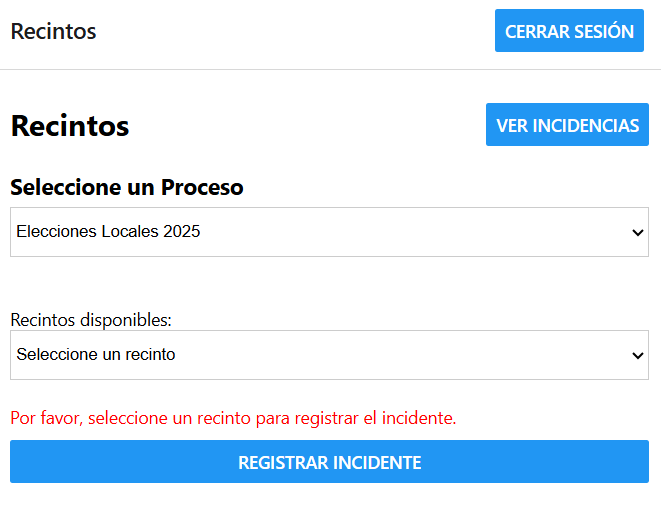 Recintos
CERRAR SESIÓN
Recintos
VER INCIDENCIAS
Seleccione un Proceso
Elecciones Locales 2025
Recintos disponibles:
Seleccione un recinto
Por favor, seleccione un recinto para registrar el incidente.
REGISTRAR INCIDENTE